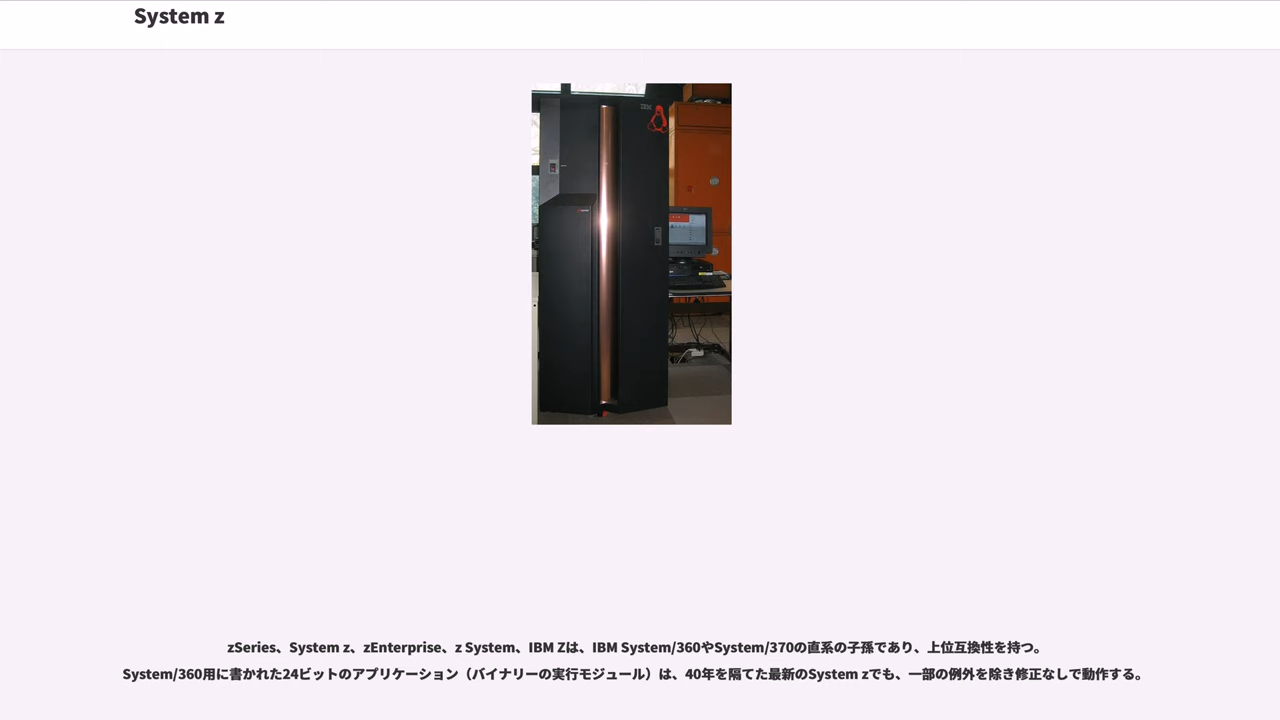 System z
IBM
zSeries、System z、zEnterprise、z System、IBM Zは、IBM System/360やSystem/370の直系の子孫であり、上位互換性を持つ。
System/360用に書かれた24ビットのアプリケーション（バイナリーの実行モジュール）は、40年を隔てた最新のSystem zでも、一部の例外を除き修正なしで動作する。